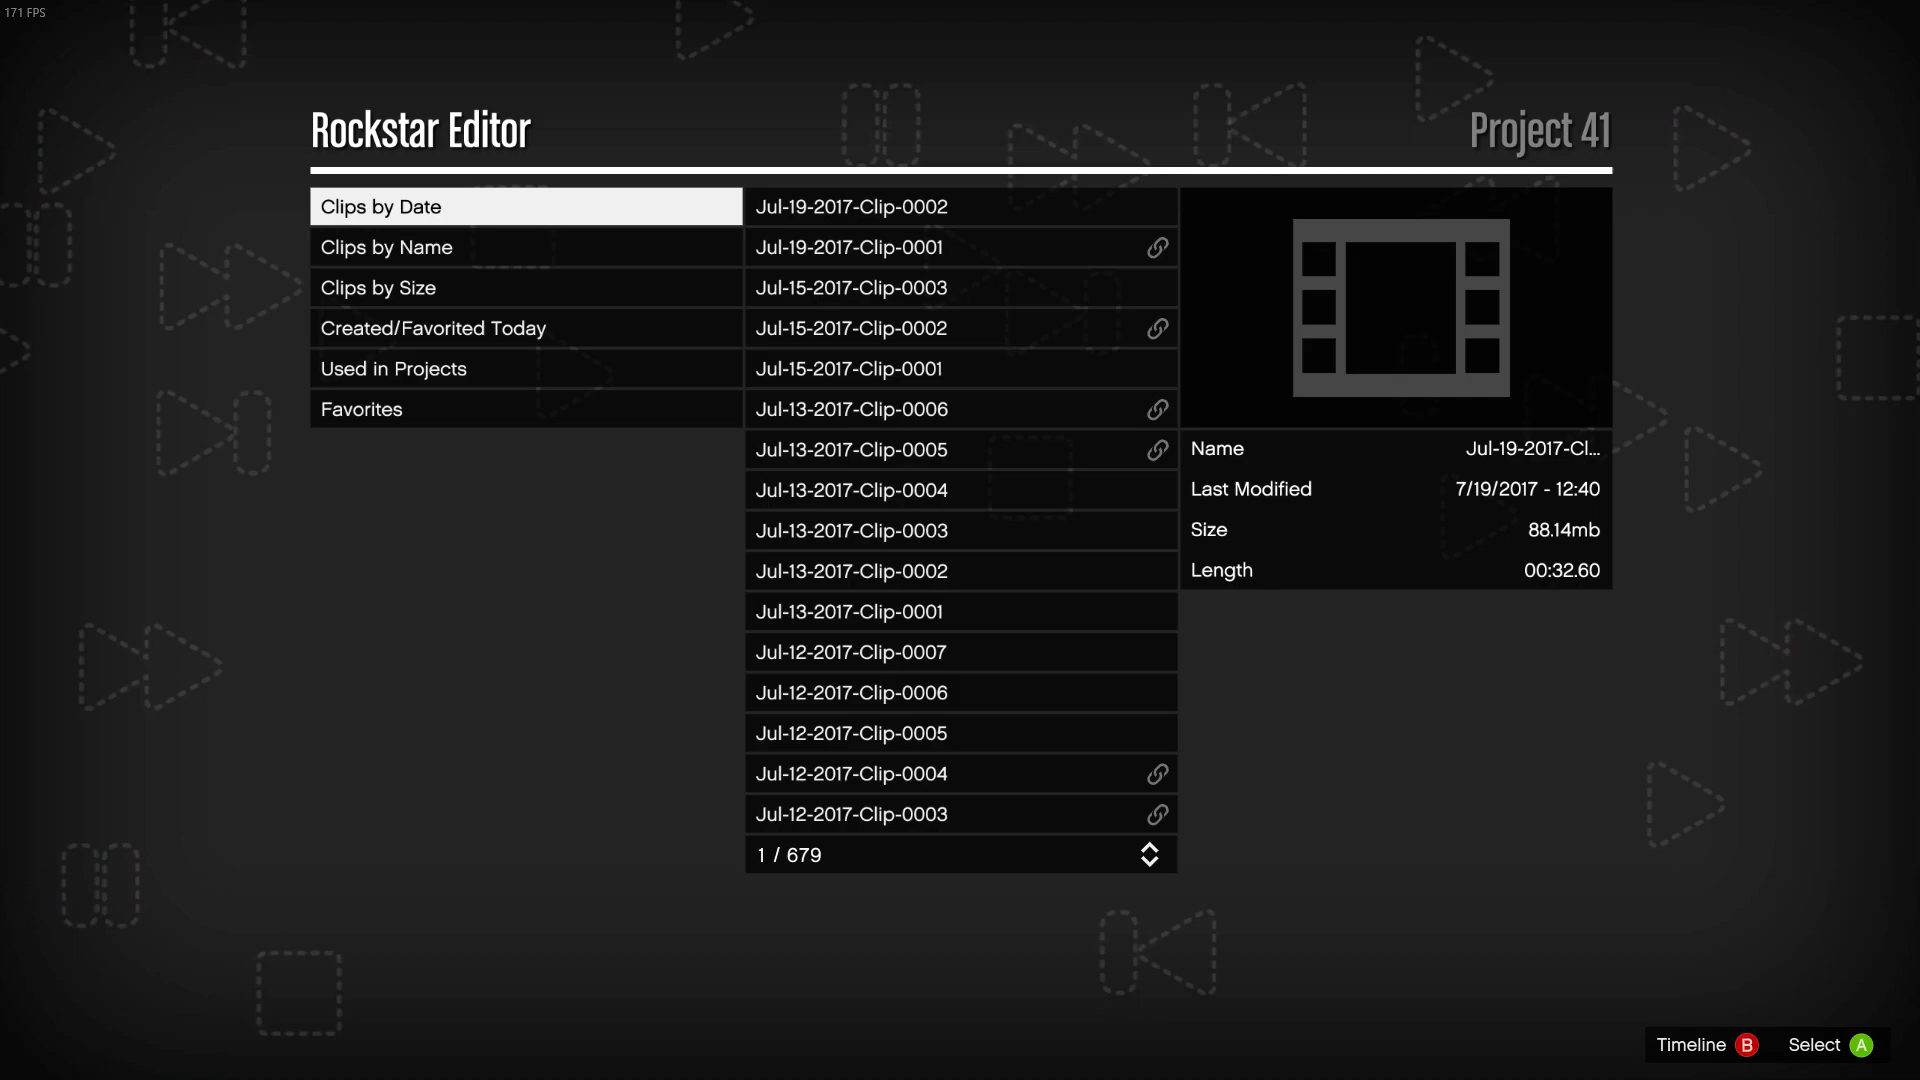 171 FPS
Rockstar Editor
Project 41
Clips by Date
Clips by Name
Clips by Size
Created/Favorited Today
Used in Projects
Favorites
Jul-19-2017-Clip-0002
Jul-19-2017-Clip-0001
Jul-15-2017-Clip-0003
Jul-15-2017-Clip-0002
Jul-15-2017-Clip-0001
Jul-13-2017-Clip-0006
Jul-13-2017-Clip-0005
Jul-13-2017-Clip-0004
Jul-13-2017-Clip-0003
Jul-13-2017-Clip-0002
Jul-13-2017-Clip-0001
Jul-12-2017-Clip-0007
Jul-12-2017-Clip-0006
Jul-12-2017-Clip-0005
Jul-12-2017-Clip-0004
Jul-12-2017-Clip-0003
1 / 679
Name Jul-19-2017-Cl...
Last Modified 7/19/2017 - 12:40
Size 88.14mb
Length 00:32.60
Timeline B Select A